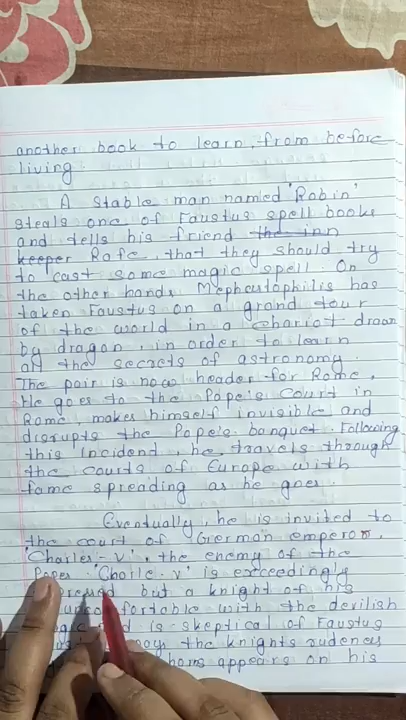 another book to learn, from before
living.
A stable man named 'Robin'
steals one of Faustus spell books
and tells his friend the inn
keeper Rafe, that they should try
to cast some magic spell. On
the other hands, Mephoutophilis has
taken Faustus on a grand tour
of the world in a chariot drawn
by dragon, in order to learn
all the secrets of astronomy.
The pair is now header for Rome.
He goes to the Pope's court in
Rome, makes himself invisible and
disrupts the Pope's banquet. Following
this incident, he travels through
the courts of Europe with
fame spreading as he goes.
Eventually, he is invited to
the court of German emperor,
'Charles-V', the enemy of the
Pope. 'Charle-V' is exceedingly
but a knight of his
with the devilish
is skeptical of Faustus
the knights rudeness
appears on his